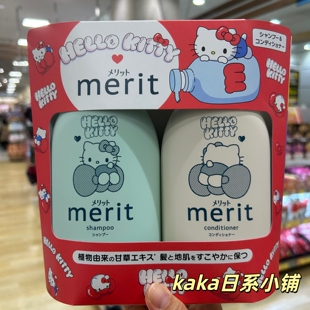 HELLO KITTY
メリット
merit
シャンプー&
コンディショナー
HELLO
KITTY
メリット
merit
shampoo
シャンプー
HELLO
KITTY
メリット
merit
conditioner
コンディショナー
植物由来の甘草エキス* 髪と地肌をすこやかに保つ
HELLO
kaka日系小铺